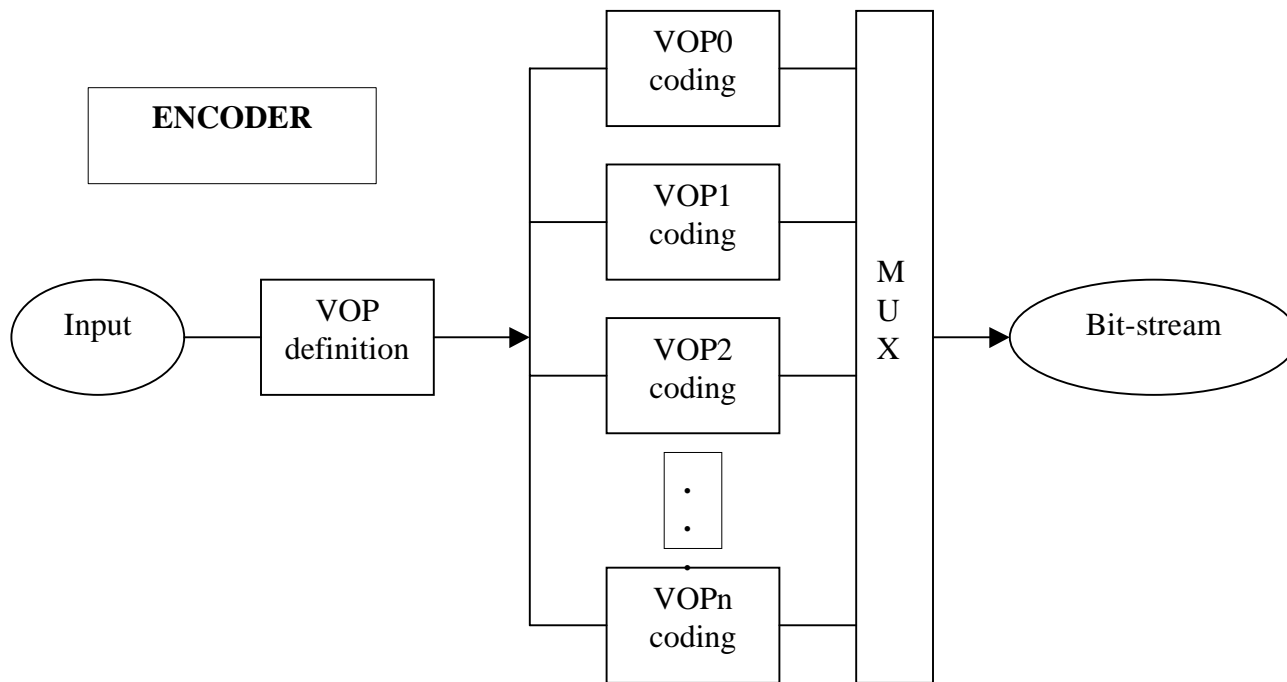 ENCODER
VOP0
coding
VOP1
coding
Input
VOP
definition
VOP2
coding
M
U
X
Bit-stream
.
.
.
VOPn
coding